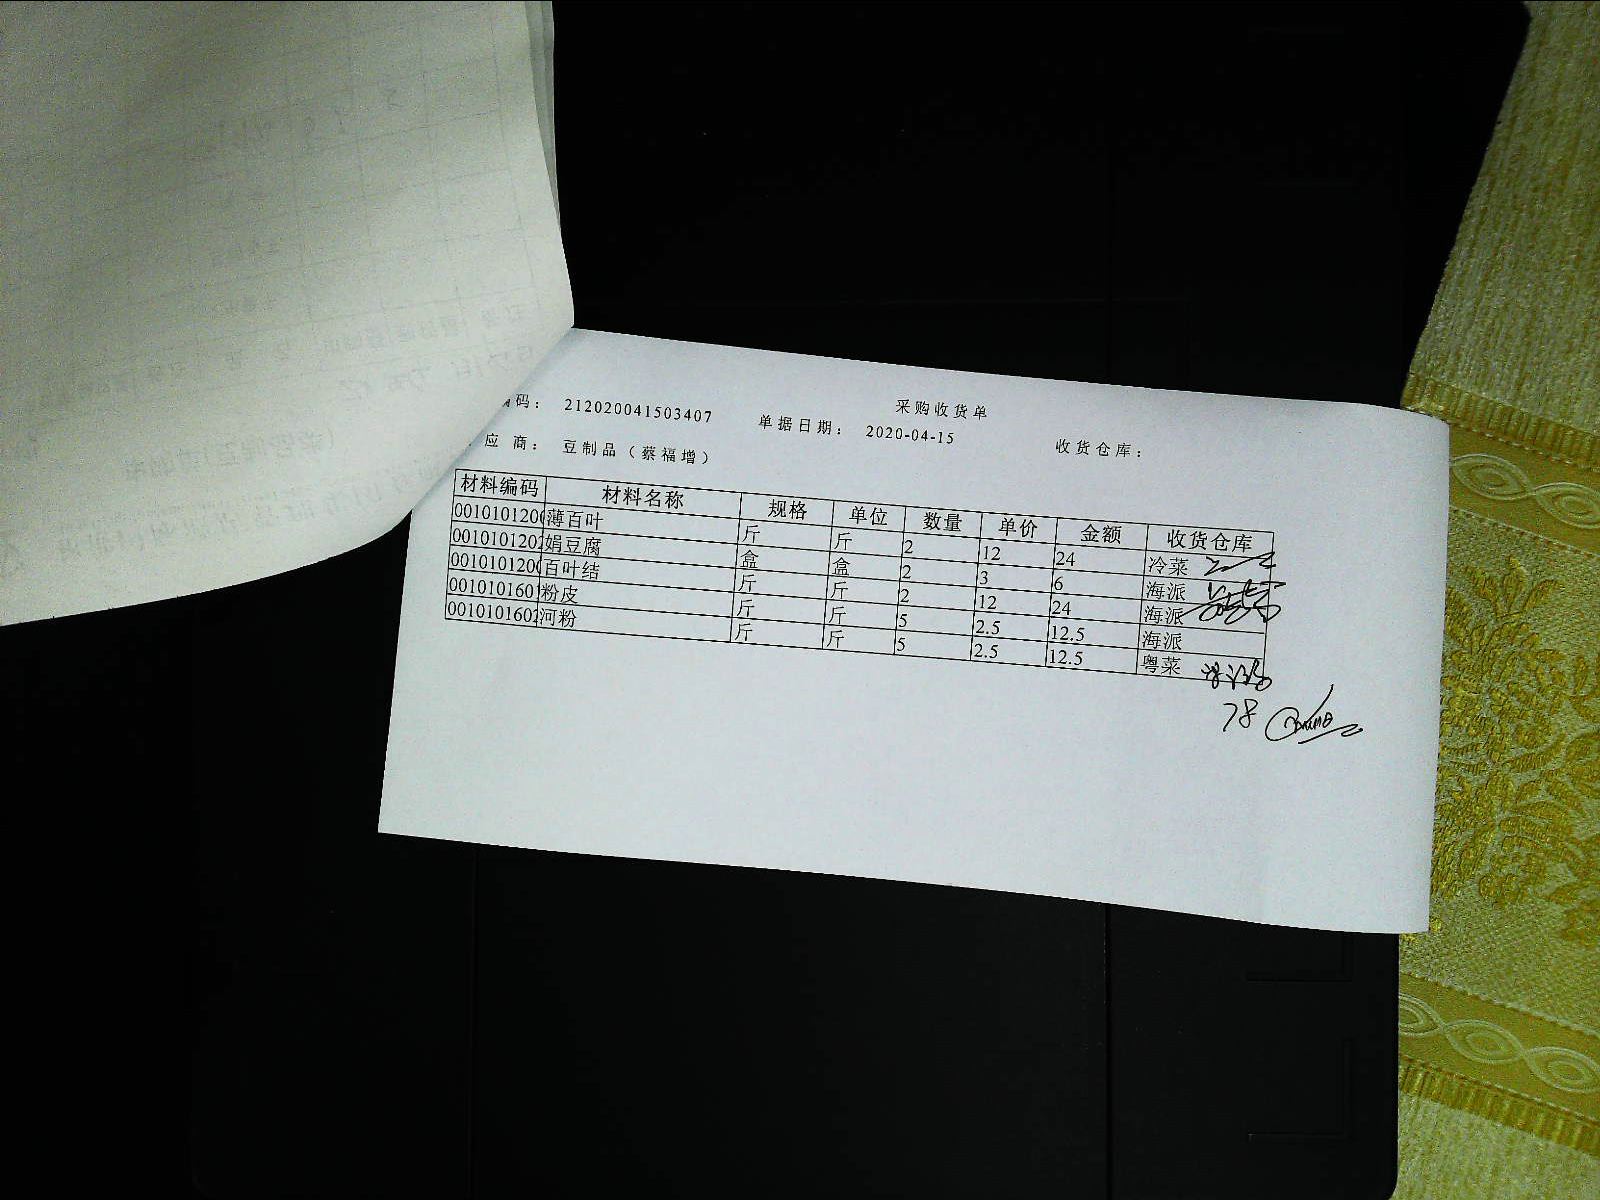 采购收货单
编码： 212020041503407 单据日期： 2020-04-15 收货仓库：
应 商： 豆制品（蔡福增）
材料编码 材料名称 规格 单位 数量 单价 金额 收货仓库
0010101200 薄百叶 斤 斤 2 12 24 冷菜
0010101202 娟豆腐 盒 盒 2 3 6 海派
0010101200 百叶结 斤 斤 2 12 24 海派
001010160 粉皮 斤 斤 5 2.5 12.5 海派
0010101602 河粉 斤 斤 5 2.5 12.5 粤菜
78